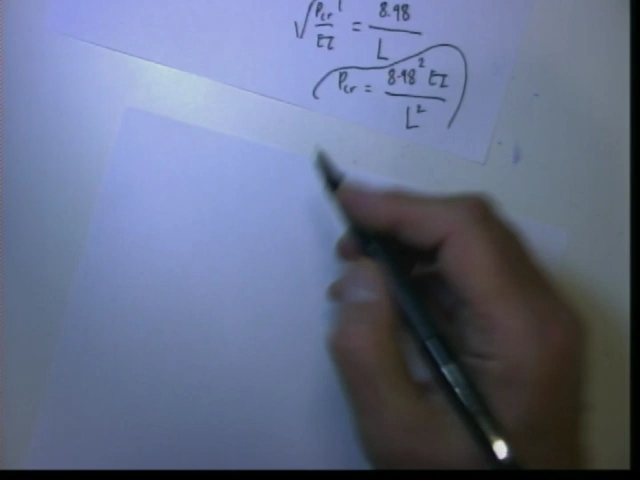 √(Pcr/EI) = 8.98/L
Pcr = 8.98² EI/L²